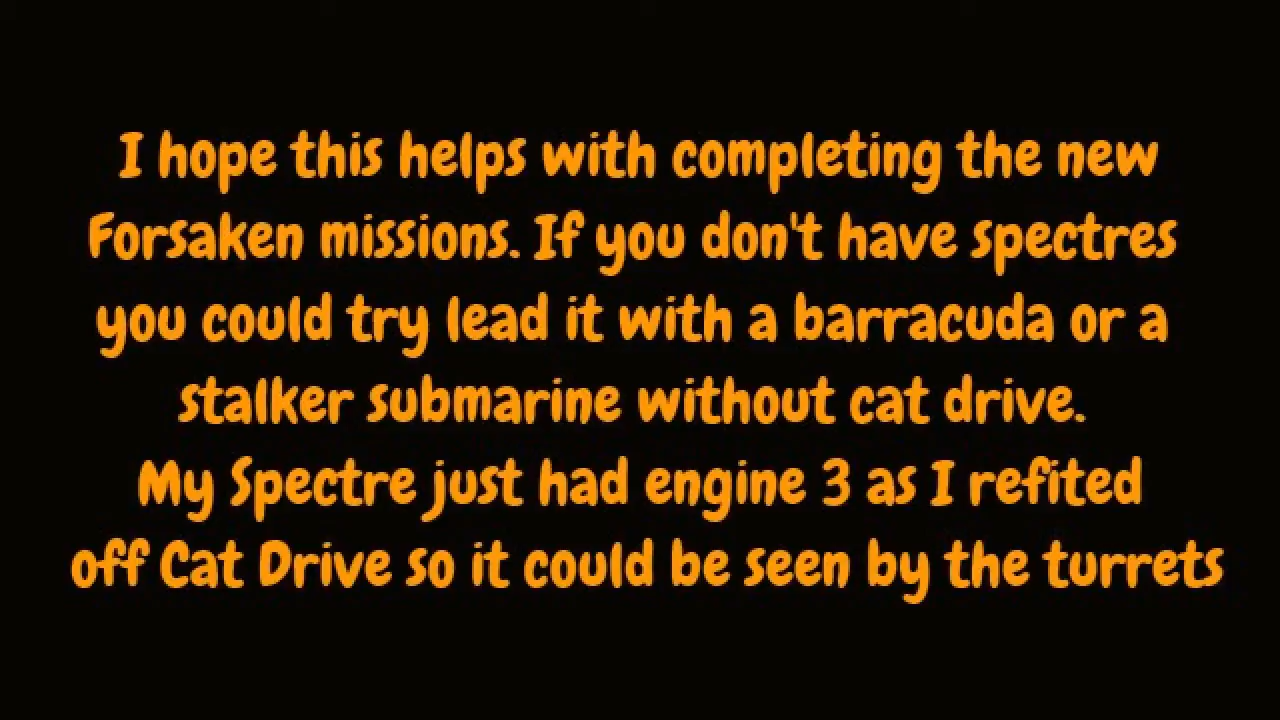 I hope this helps with completing the new
Forsaken missions. If you don't have spectres
you could try lead it with a barracuda or a
stalker submarine without cat drive.
My Spectre just had engine 3 as I refited
off Cat Drive so it could be seen by the turrets